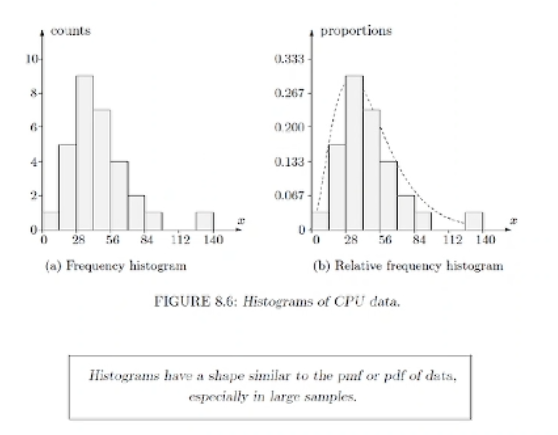 counts
10
8
6
4
2
0
0 28 56 84 112 140
x
(a) Frequency histogram
proportions
0.333
0.267
0.200
0.133
0.067
0
0 28 56 84 112 140
x
(b) Relative frequency histogram
FIGURE 8.6: Histograms of CPU data.
Histograms have a shape similar to the pmf or pdf of data,
especially in large samples.